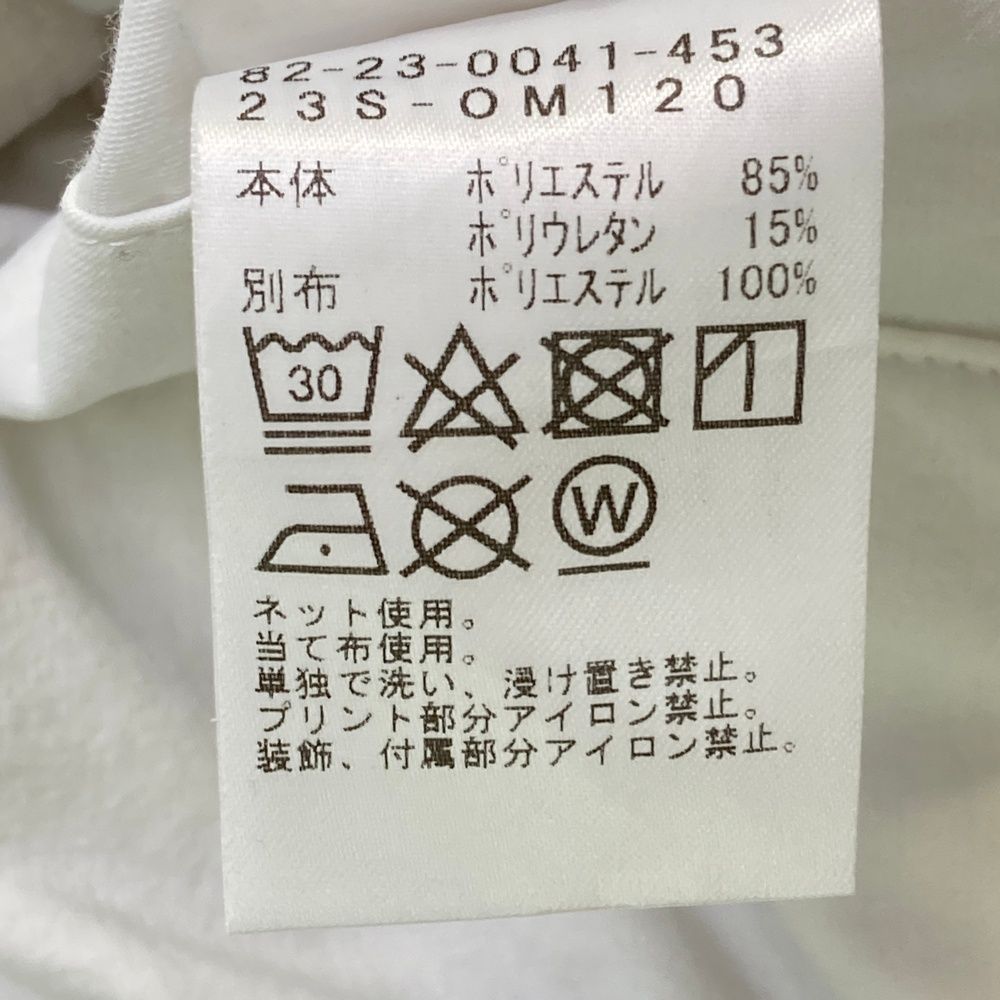 82-23-0041-453
23S-OM120
本体 ポリエステル 85%
ポリウレタン 15%
別布 ポリエステル 100%
30
W
ネット使用。
当て布使用。
単独で洗い、浸け置き禁止。
プリント部分アイロン禁止。
装飾、付属部分アイロン禁止。